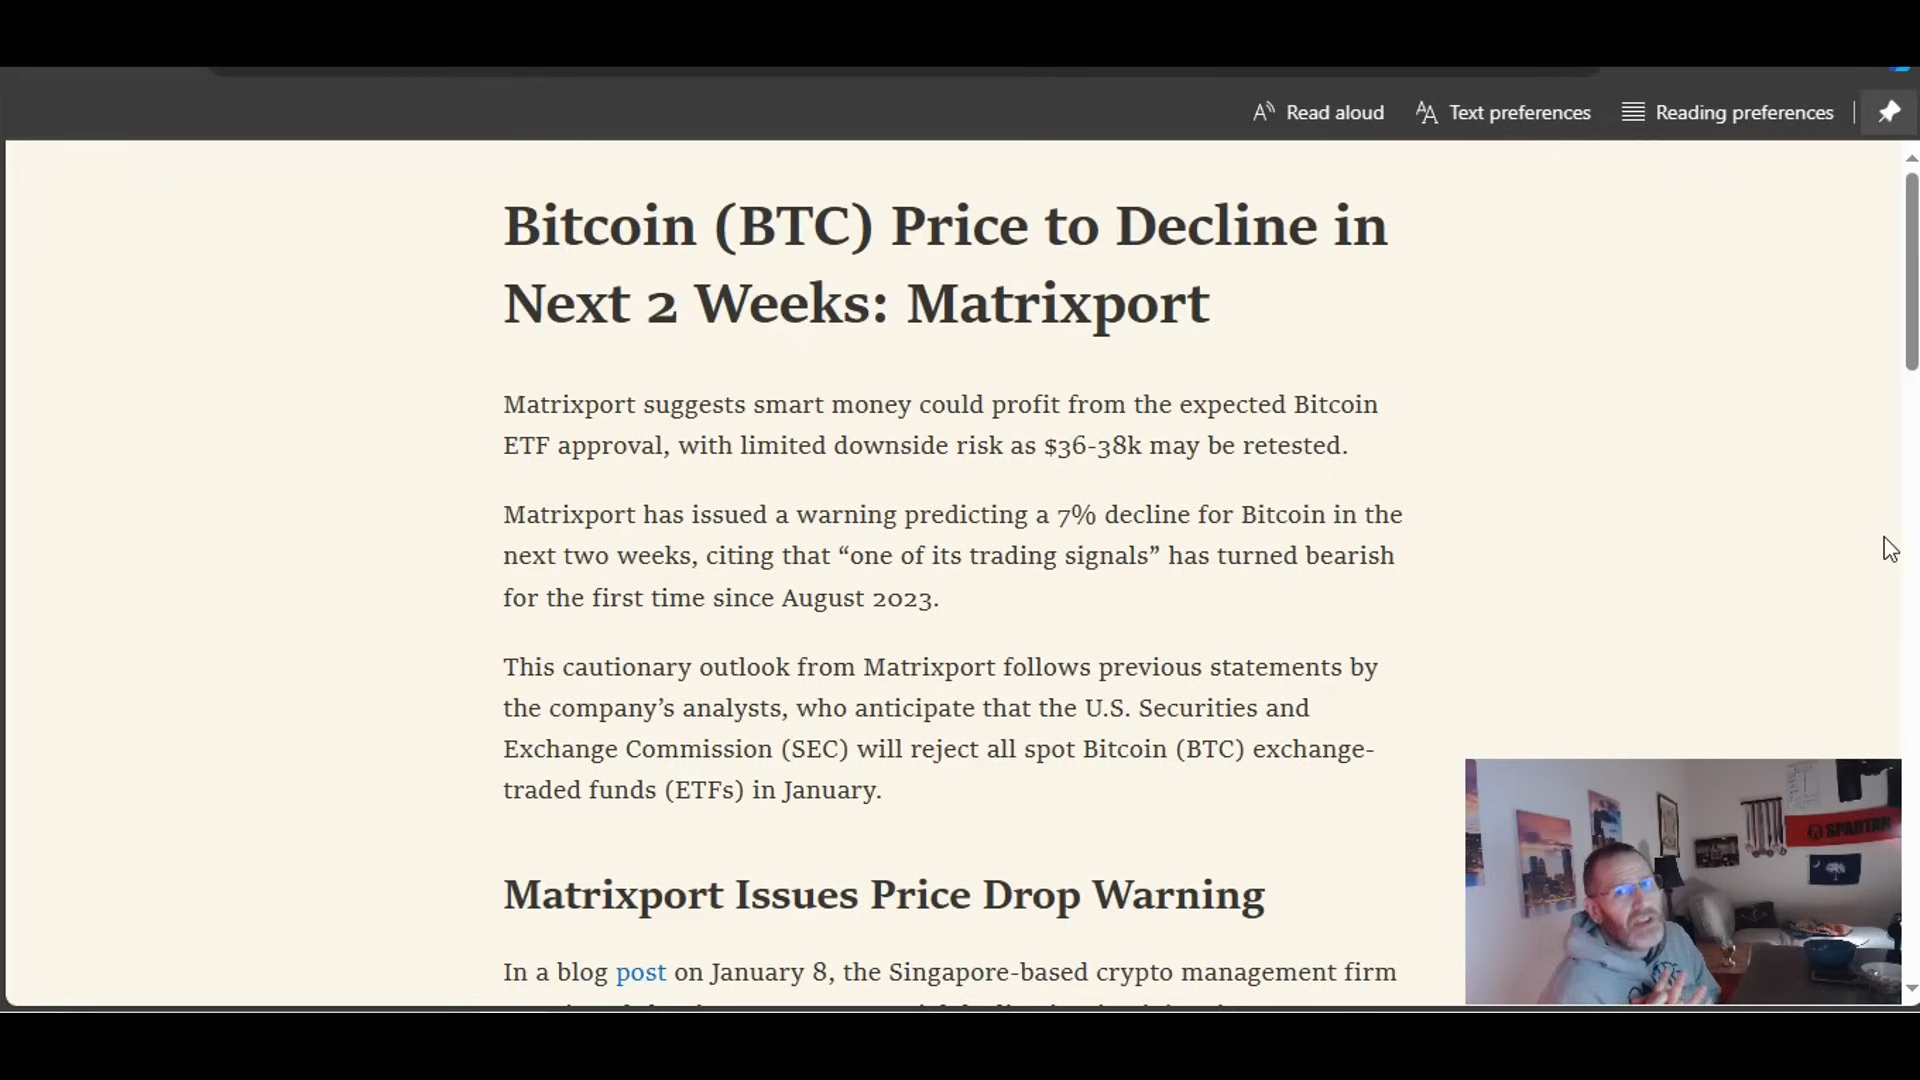 Read aloud
Text preferences
Reading preferences
Bitcoin (BTC) Price to Decline in
Next 2 Weeks: Matrixport
Matrixport suggests smart money could profit from the expected Bitcoin
ETF approval, with limited downside risk as $36-38k may be retested.
Matrixport has issued a warning predicting a 7% decline for Bitcoin in the
next two weeks, citing that “one of its trading signals” has turned bearish
for the first time since August 2023.
This cautionary outlook from Matrixport follows previous statements by
the company’s analysts, who anticipate that the U.S. Securities and
Exchange Commission (SEC) will reject all spot Bitcoin (BTC) exchange-
traded funds (ETFs) in January.
Matrixport Issues Price Drop Warning
In a blog post on January 8, the Singapore-based crypto management firm
SPARTAN